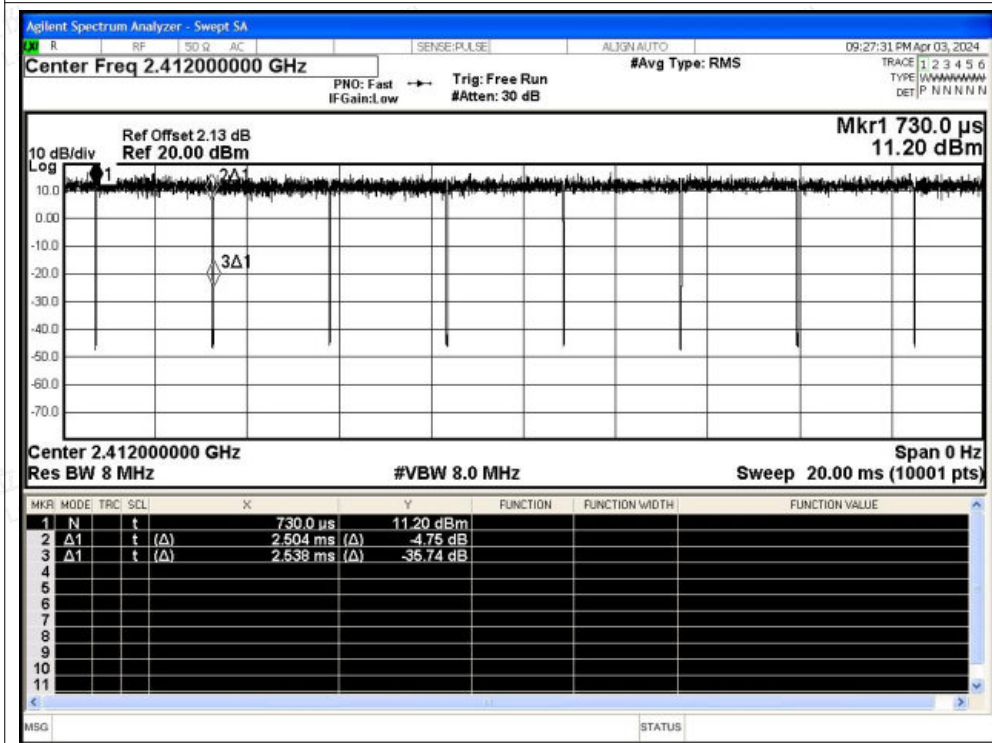 Agilent Spectrum Analyzer - Swept SA
LXI R RF 50 Ω AC SENSE:PULSE ALIGN AUTO 09:27:31 PM Apr 03, 2024
Center Freq 2.412000000 GHz
PNO: Fast
IFGain:Low
Trig: Free Run
#Atten: 30 dB
#Avg Type: RMS
TRACE 1 2 3 4 5 6
TYPE W
DET P N N N N N
Mkr1 730.0 µs
11.20 dBm
Ref Offset 2.13 dB
10 dB/div Ref 20.00 dBm
Log
1 2Δ1
10.0
0.00
-10.0
3Δ1
-20.0
-30.0
-40.0
-50.0
-60.0
-70.0
Center 2.412000000 GHz Span 0 Hz
Res BW 8 MHz #VBW 8.0 MHz Sweep 20.00 ms (10001 pts)
MKR MODE TRC SCL X Y FUNCTION FUNCTION WIDTH FUNCTION VALUE
1 N t 730.0 µs 11.20 dBm
2 Δ1 t (Δ) 2.504 ms (Δ) -4.75 dB
3 Δ1 t (Δ) 2.538 ms (Δ) -35.74 dB
4
5
6
7
8
9
10
11
MSG STATUS